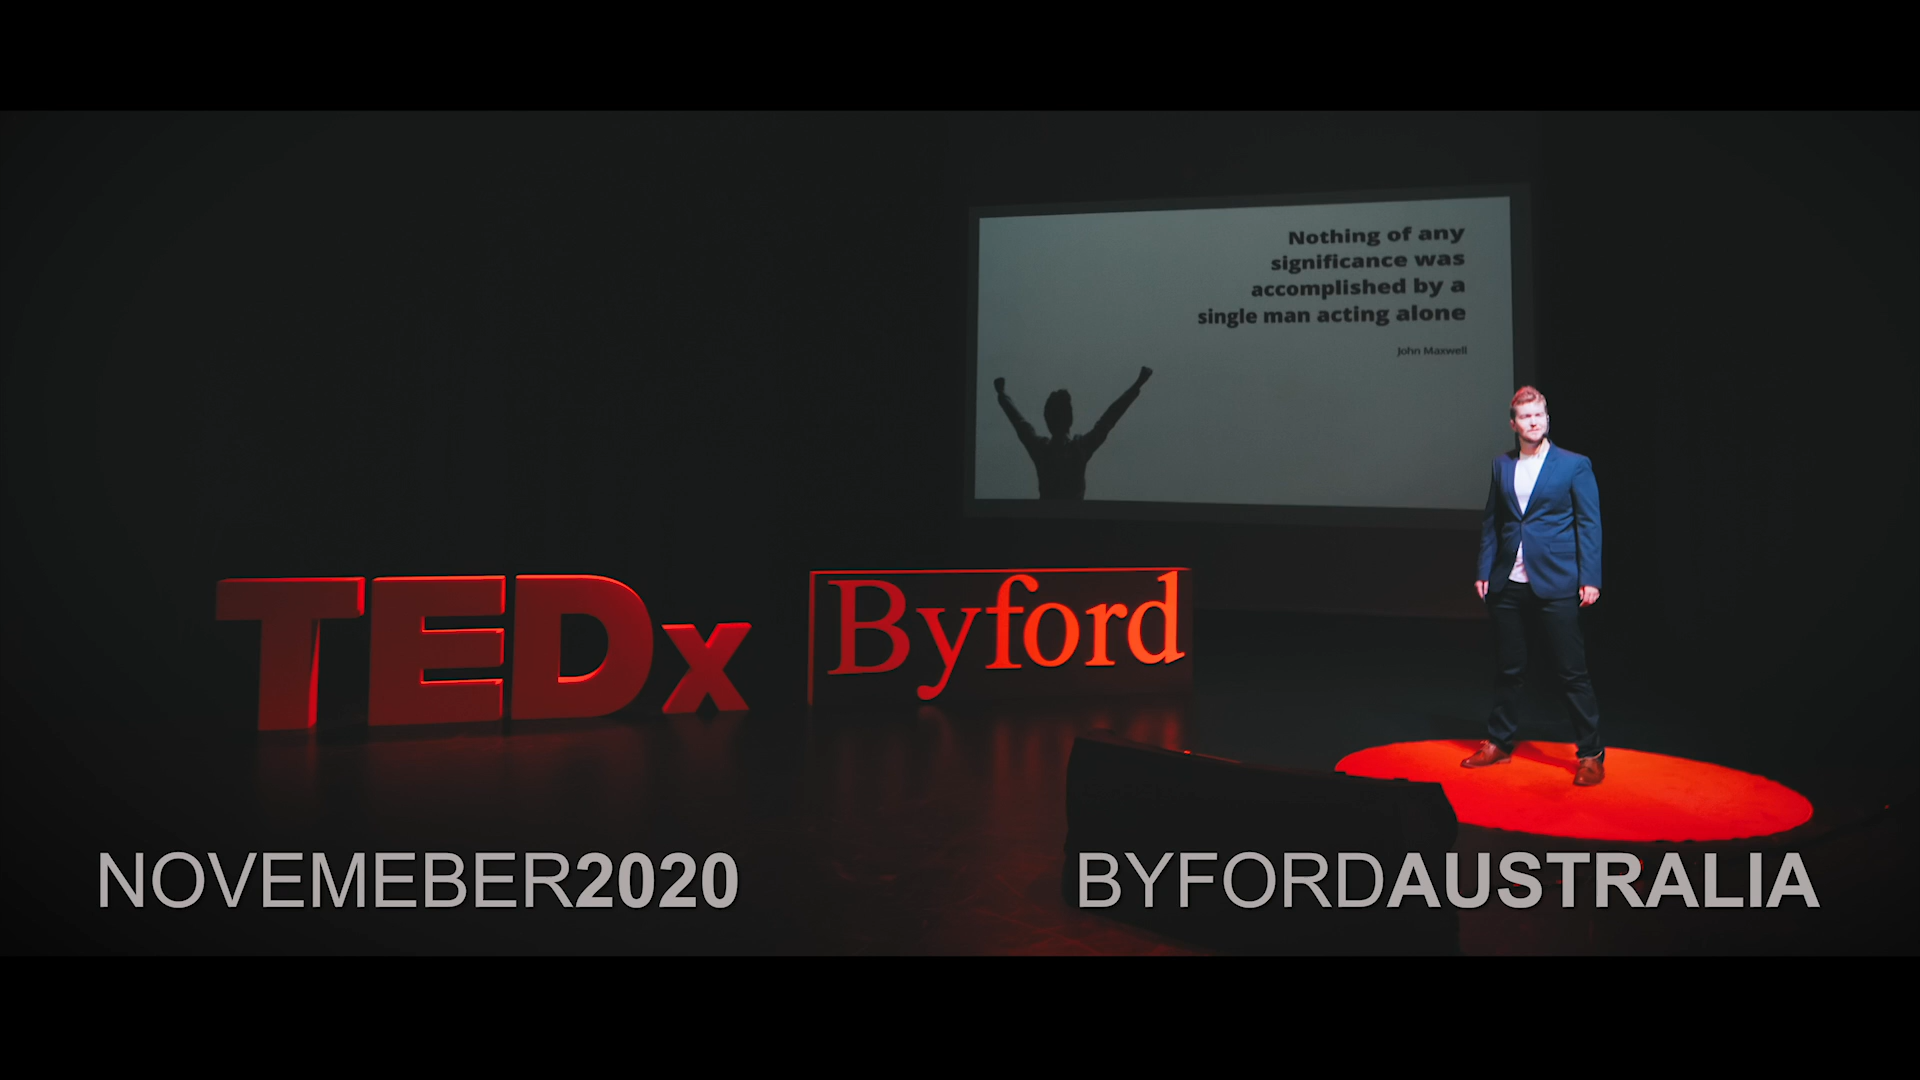 Nothing of any
significance was
accomplished by a
single man acting alone
John Maxwell
TEDx Byford
NOVEMEBER2020
BYFORDAUSTRALIA